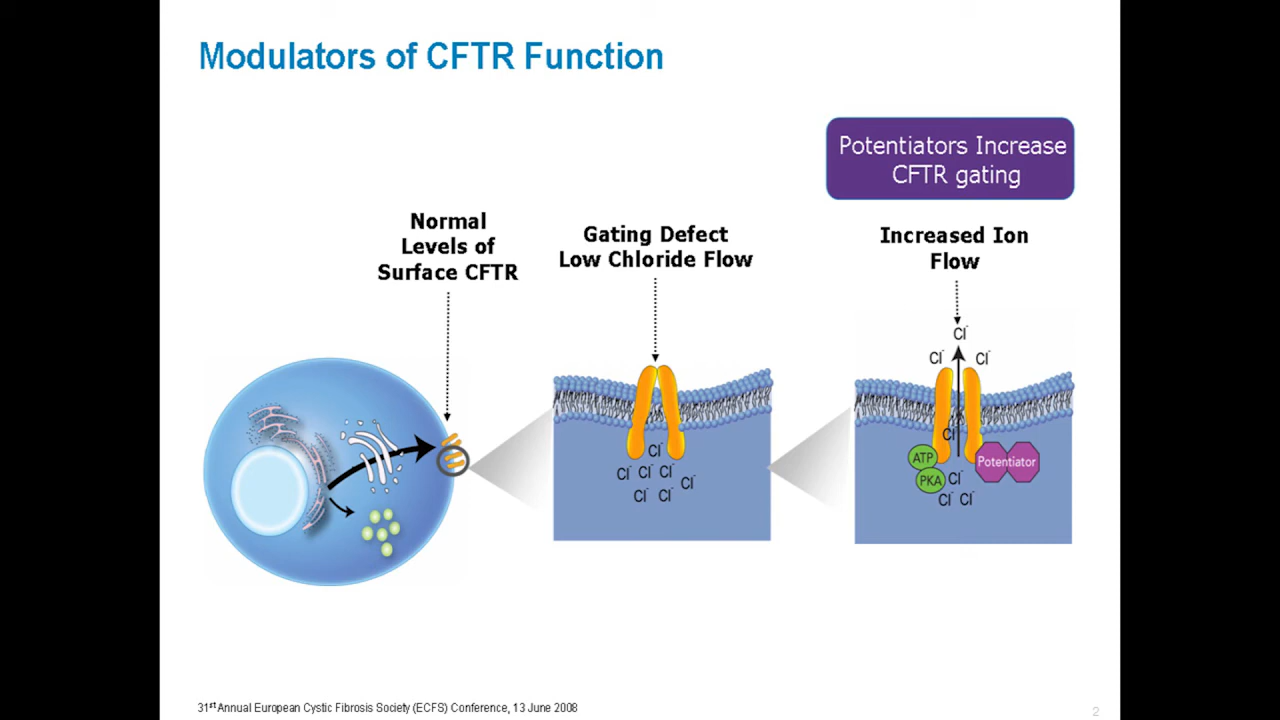 Modulators of CFTR Function
Potentiators Increase
CFTR gating
Normal
Levels of
Surface CFTR
Gating Defect
Low Chloride Flow
Increased Ion
Flow
Cl⁻
Cl⁻ Cl⁻ Cl⁻
Cl⁻
Cl⁻ Cl⁻
Cl⁻
Cl⁻ Cl⁻
Cl⁻
ATP
PKA
Potentiator
Cl⁻
Cl⁻ Cl⁻
31st Annual European Cystic Fibrosis Society (ECFS) Conference, 13 June 2008
2